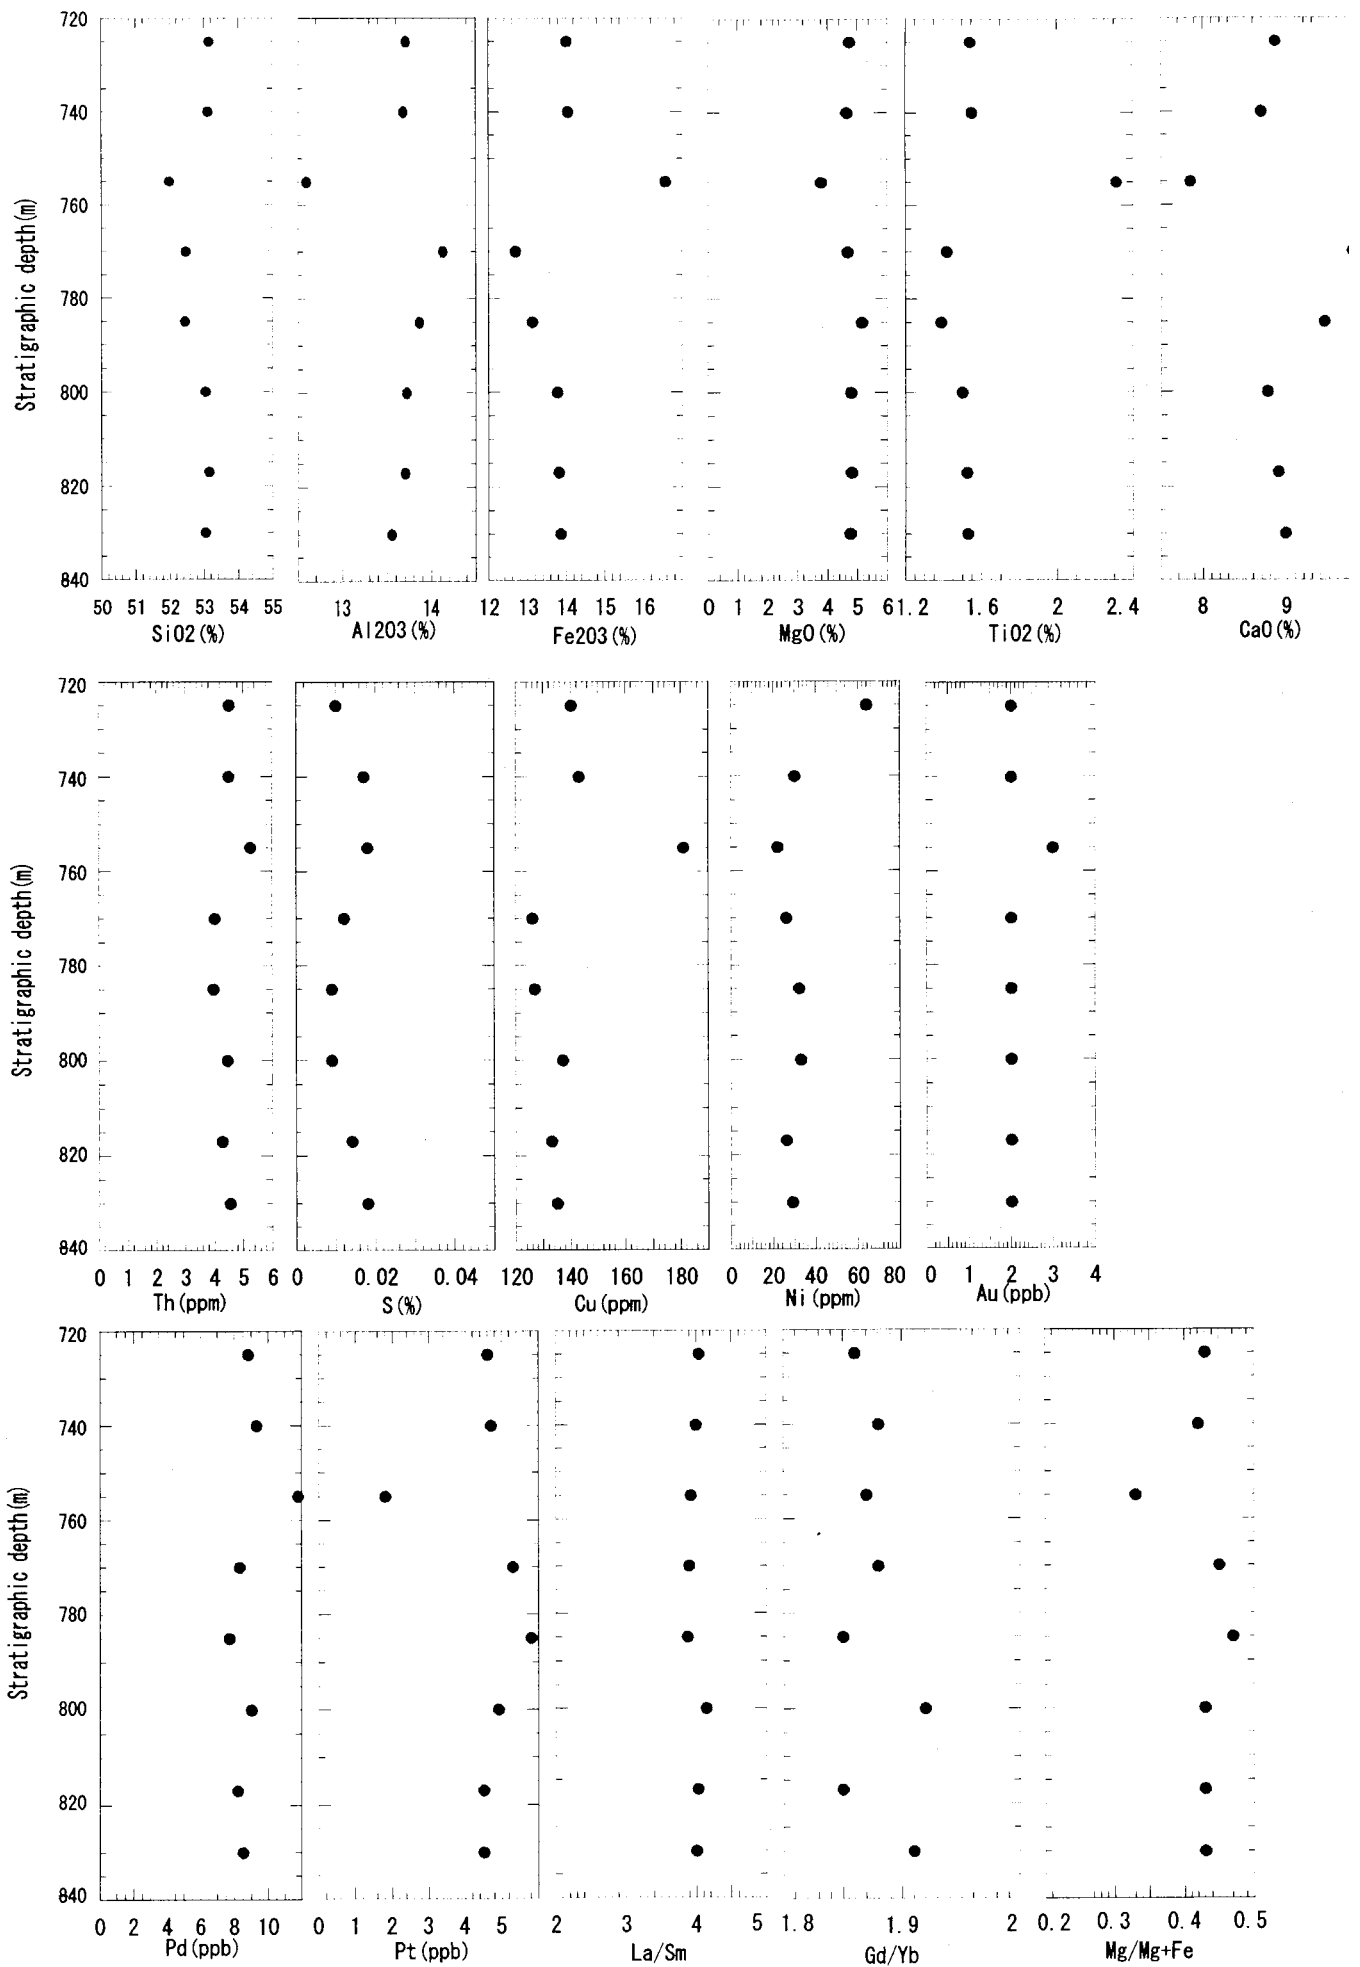 720
740
760
780
800
820
840
Stratigraphic depth(m)
50 51 52 53 54 55
SiO2(%)
13 14
Al2O3(%)
12 13 14 15 16
Fe2O3(%)
0 1 2 3 4 5 6
MgO(%)
1.2 1.6 2 2.4
TiO2(%)
8 9
CaO(%)
720
740
760
780
800
820
840
Stratigraphic depth(m)
0 1 2 3 4 5 6
Th(ppm)
0 0.02 0.04
S(%)
120 140 160 180
Cu(ppm)
0 20 40 60 80
Ni(ppm)
0 1 2 3 4
Au(ppb)
720
740
760
780
800
820
840
Stratigraphic depth(m)
0 2 4 6 8 10
Pd(ppb)
0 1 2 3 4 5
Pt(ppb)
2 3 4 5
La/Sm
1.8 1.9 2
Gd/Yb
0.2 0.3 0.4 0.5
Mg/Mg+Fe